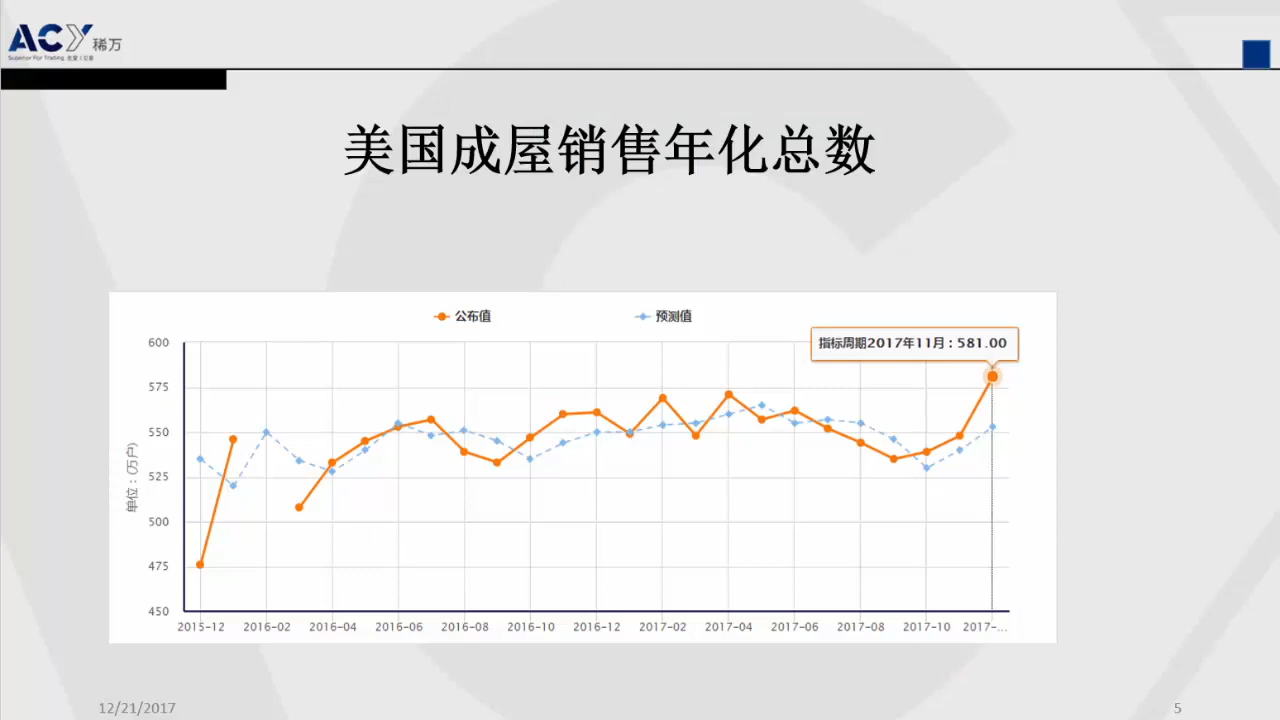 ACY 稀万
Superior For Trading
美国成屋销售年化总数
公布值 预测值
指标周期2017年11月：581.00
600
575
550
525
500
475
450
单位：(万户)
2015-12 2016-02 2016-04 2016-06 2016-08 2016-10 2016-12 2017-02 2017-04 2017-06 2017-08 2017-10 2017-...
12/21/2017
5